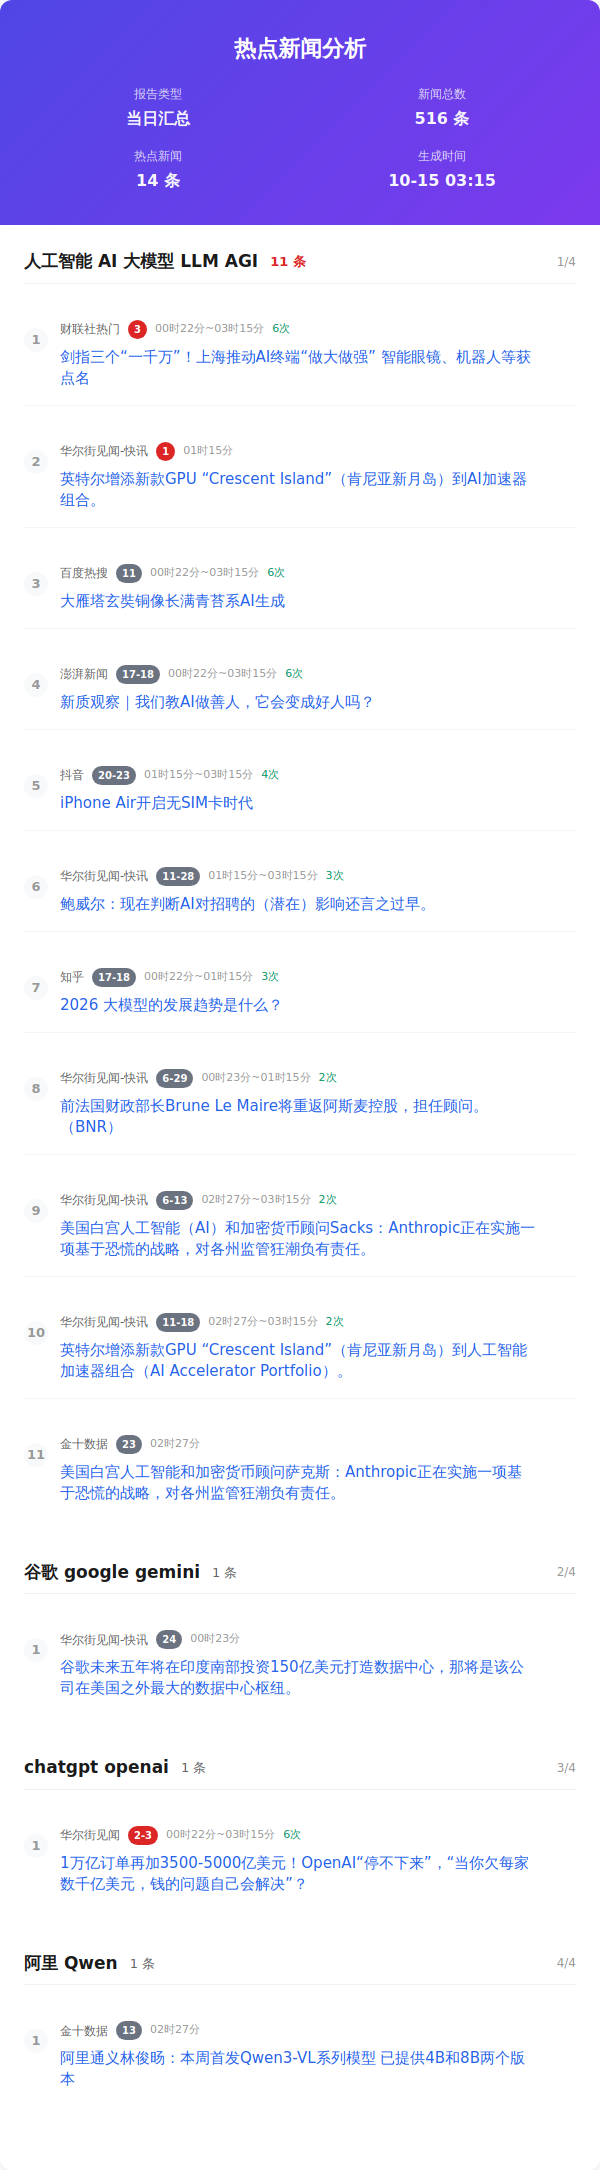 热点新闻分析
报告类型
新闻总数
当日汇总
516 条
热点新闻
生成时间
14 条
10-15 03:15
人工智能 AI 大模型 LLM AGI 11 条 1/4
1
财联社热门 3 00时22分~03时15分 6次
剑指三个“一千万”！上海推动AI终端“做大做强” 智能眼镜、机器人等获
点名
2
华尔街见闻-快讯 1 01时15分
英特尔增添新款GPU “Crescent Island”（肯尼亚新月岛）到AI加速器
组合。
3
百度热搜 11 00时22分~03时15分 6次
大雁塔玄奘铜像长满青苔系AI生成
4
澎湃新闻 17-18 00时22分~03时15分 6次
新质观察｜我们教AI做善人，它会变成好人吗？
5
抖音 20-23 01时15分~03时15分 4次
iPhone Air开启无SIM卡时代
6
华尔街见闻-快讯 11-28 01时15分~03时15分 3次
鲍威尔：现在判断AI对招聘的（潜在）影响还言之过早。
7
知乎 17-18 00时22分~01时15分 3次
2026 大模型的发展趋势是什么？
8
华尔街见闻-快讯 6-29 00时23分~01时15分 2次
前法国财政部长Brune Le Maire将重返阿斯麦控股，担任顾问。
（BNR）
9
华尔街见闻-快讯 6-13 02时27分~03时15分 2次
美国白宫人工智能（AI）和加密货币顾问Sacks：Anthropic正在实施一
项基于恐慌的战略，对各州监管狂潮负有责任。
10
华尔街见闻-快讯 11-18 02时27分~03时15分 2次
英特尔增添新款GPU “Crescent Island”（肯尼亚新月岛）到人工智能
加速器组合（AI Accelerator Portfolio）。
11
金十数据 23 02时27分
美国白宫人工智能和加密货币顾问萨克斯：Anthropic正在实施一项基
于恐慌的战略，对各州监管狂潮负有责任。
谷歌 google gemini 1 条 2/4
1
华尔街见闻-快讯 24 00时23分
谷歌未来五年将在印度南部投资150亿美元打造数据中心，那将是该公
司在美国之外最大的数据中心枢纽。
chatgpt openai 1 条 3/4
1
华尔街见闻 2-3 00时22分~03时15分 6次
1万亿订单再加3500-5000亿美元！OpenAI“停不下来”，“当你欠每家
数千亿美元，钱的问题自己会解决”？
阿里 Qwen 1 条 4/4
1
金十数据 13 02时27分
阿里通义林俊旸：本周首发Qwen3-VL系列模型 已提供4B和8B两个版
本